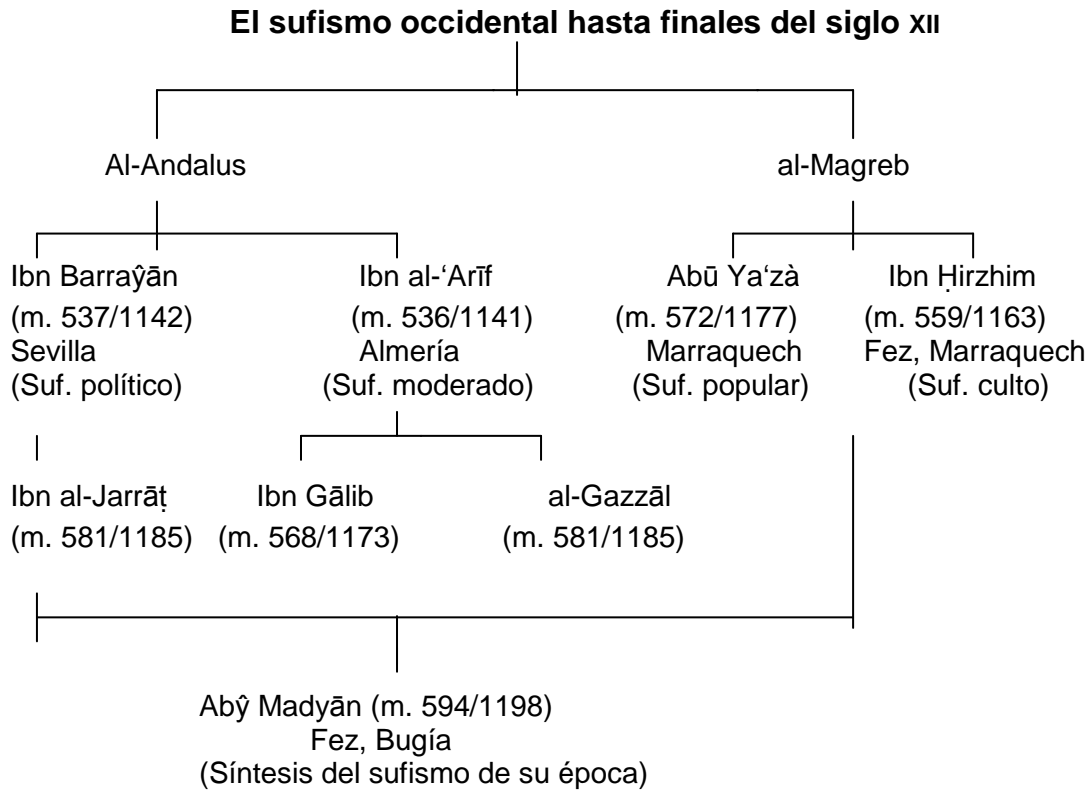 El sufismo occidental hasta finales del siglo XII
Al-Andalus
al-Magreb
Ibn Barraŷān
(m. 537/1142)
Sevilla
(Suf. político)
Ibn al-‘Arīf
(m. 536/1141)
Almería
(Suf. moderado)
Abū Ya‘zà
(m. 572/1177)
Marraquech
(Suf. popular)
Ibn Ḥirzhim
(m. 559/1163)
Fez, Marraquech
(Suf. culto)
Ibn al-Jarrāṭ
(m. 581/1185)
Ibn Gālib
(m. 568/1173)
al-Gazzāl
(m. 581/1185)
Abŷ Madyān (m. 594/1198)
Fez, Bugía
(Síntesis del sufismo de su época)